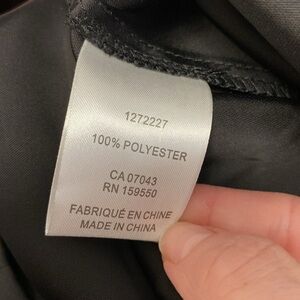 1272227
100% POLYESTER
CA 07043
RN 159550
FABRIQUÉ EN CHINE
MADE IN CHINA